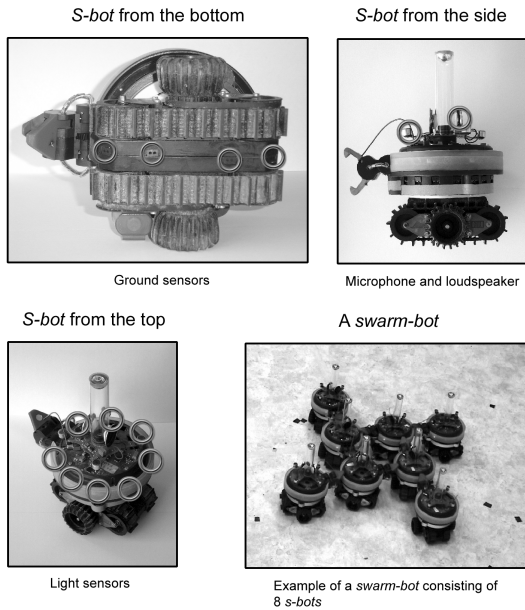 S-bot from the bottom
S-bot from the side
Ground sensors
Microphone and loudspeaker
S-bot from the top
A swarm-bot
Light sensors
Example of a swarm-bot consisting of
8 s-bots